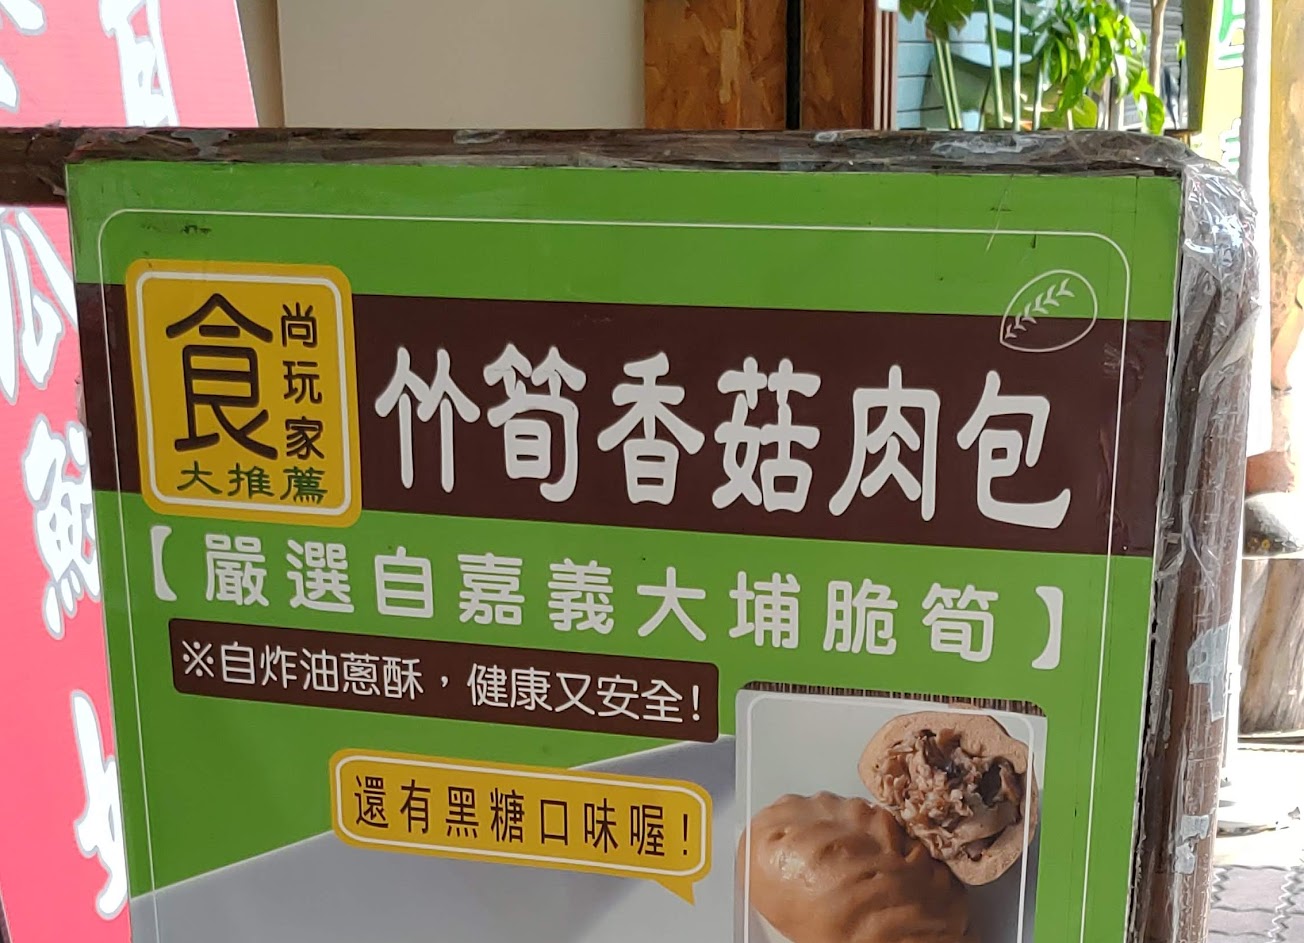 食尚玩家
大推薦
竹筍香菇肉包
【嚴選自嘉義大埔脆筍】
※自炸油蔥酥，健康又安全!
還有黑糖口味喔!